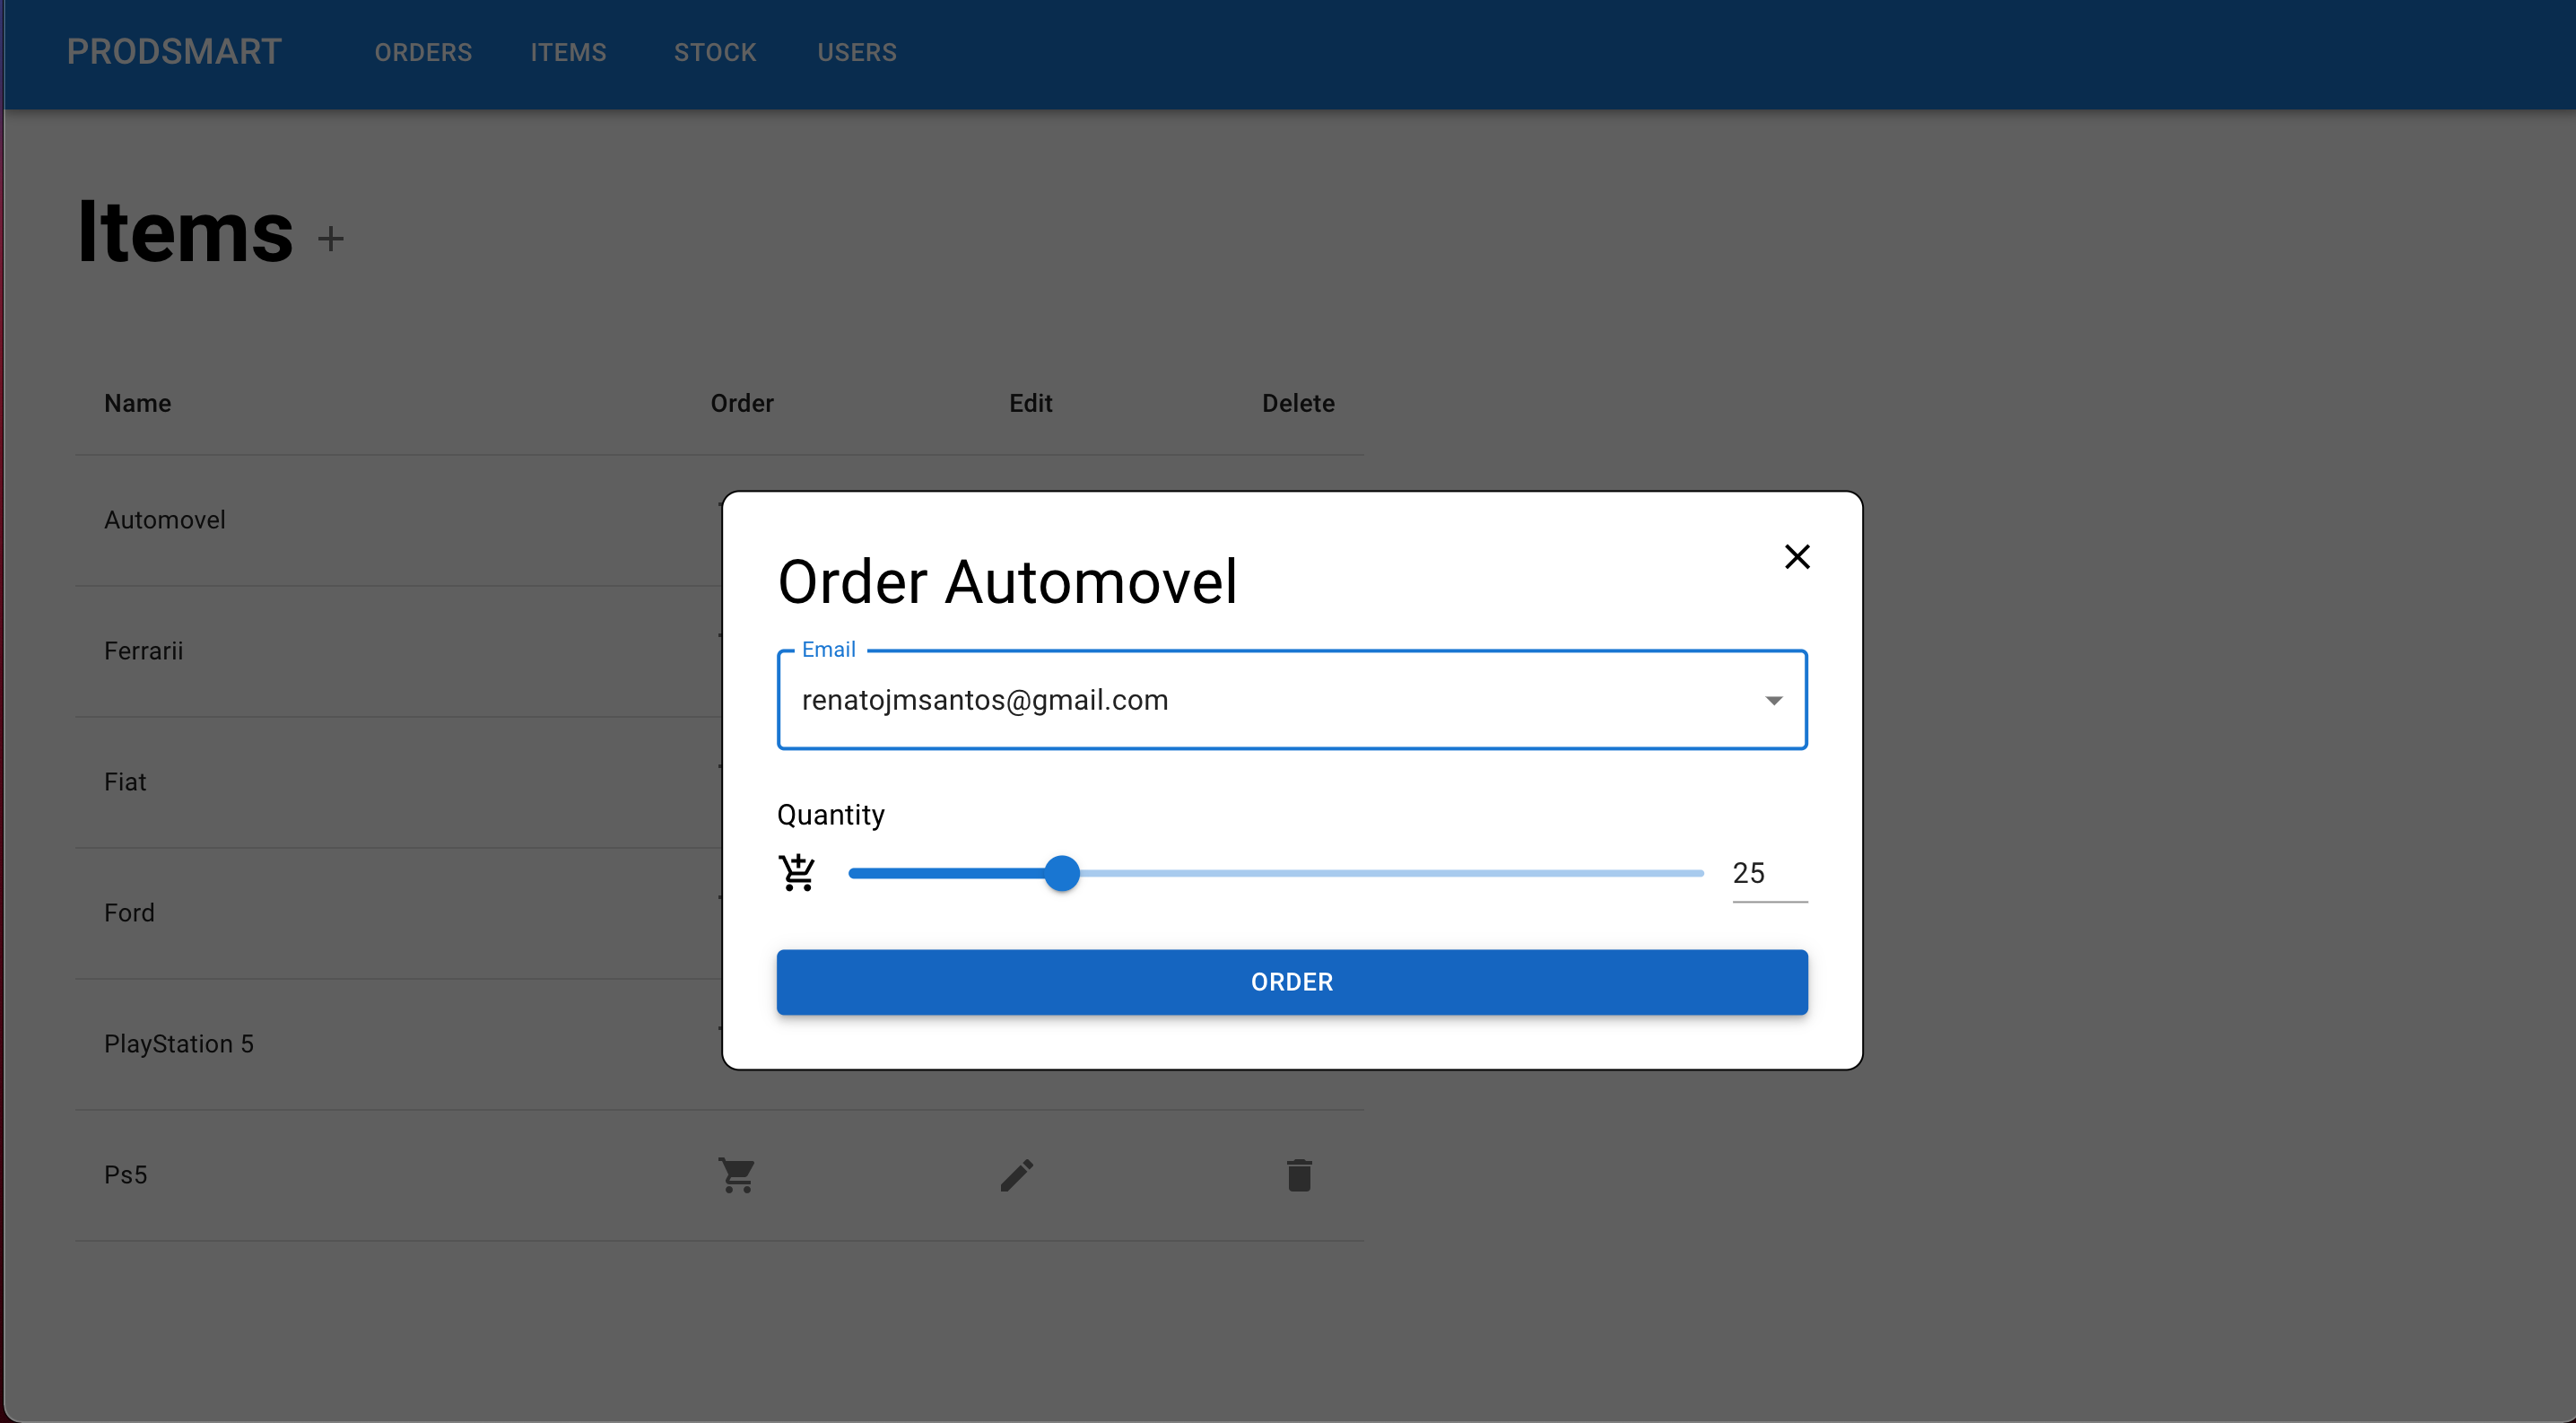 PRODSMART ORDERS ITEMS STOCK USERS
Items +
Name Order Edit Delete
Automovel
Ferrarii
Fiat
Ford
PlayStation 5
Ps5
Order Automovel
Email
renatojmsantos@gmail.com
Quantity
25
ORDER